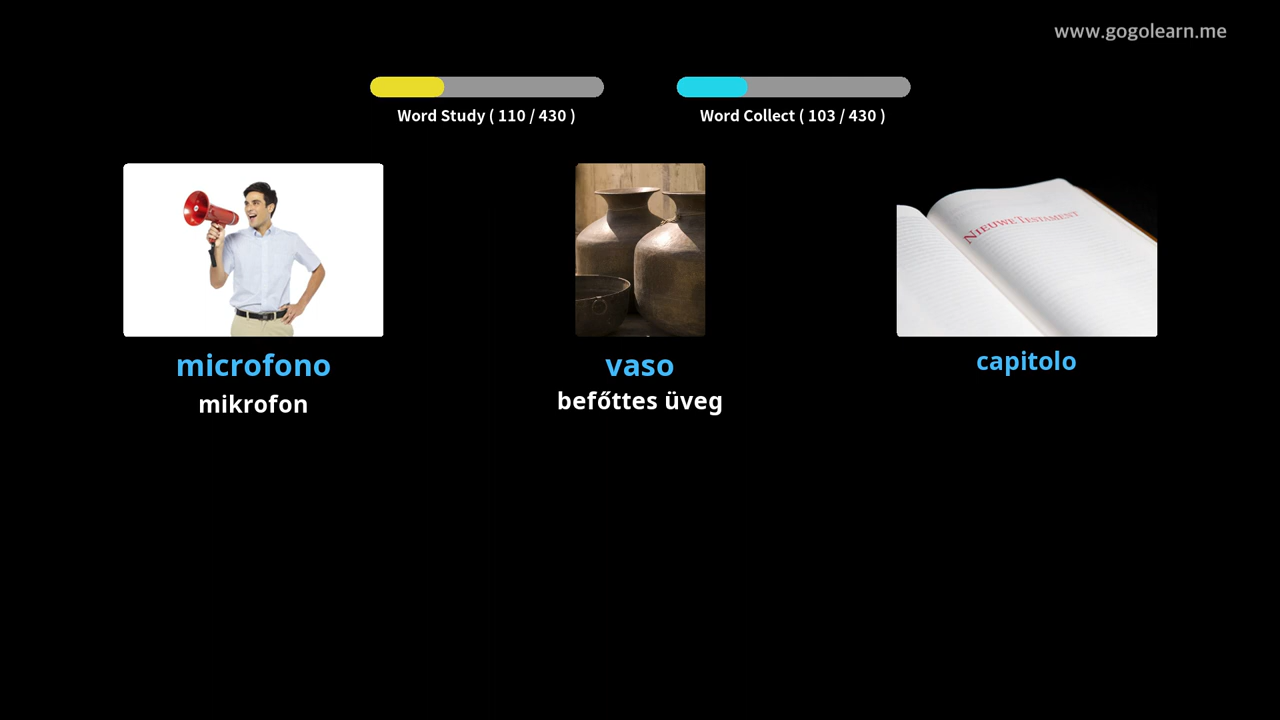 www.gogolearn.me
Word Study ( 110 / 430 )
Word Collect ( 103 / 430 )
NIEUWE TESTAMENT
microfono
vaso
capitolo
mikrofon
befőttes üveg